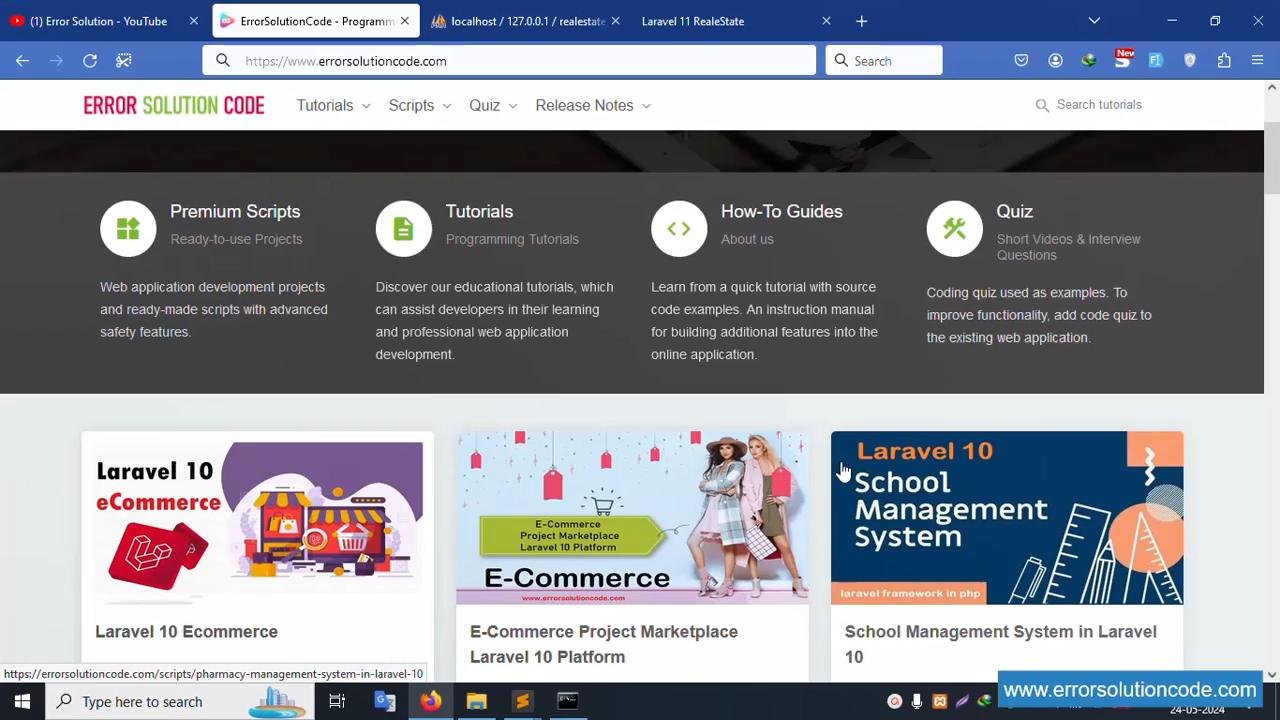 (1) Error Solution - YouTube
ErrorSolutionCode - Programm
localhost / 127.0.0.1 / realestate
Laravel 11 RealeState
https://www.errorsolutioncode.com
Search
New
ERROR SOLUTION CODE
Tutorials
Scripts
Quiz
Release Notes
Search tutorials
Premium Scripts
Ready-to-use Projects
Web application development projects
and ready-made scripts with advanced
safety features.
Tutorials
Programming Tutorials
Discover our educational tutorials, which
can assist developers in their learning
and professional web application
development.
How-To Guides
About us
Learn from a quick tutorial with source
code examples. An instruction manual
for building additional features into the
online application.
Quiz
Short Videos & Interview
Questions
Coding quiz used as examples. To
improve functionality, add code quiz to
the existing web application.
Laravel 10
eCommerce
Laravel 10 Ecommerce
E-Commerce
Project Marketplace
Laravel 10 Platform
E-Commerce
www.errorsolutioncode.com
E-Commerce Project Marketplace
Laravel 10 Platform
Laravel 10
School
Management
System
laravel framework in php
School Management System in Laravel
10
https://errorsolutioncode.com/scripts/pharmacy-management-system-in-laravel-10
www.errorsolutioncode.com
Type here to search
24-05-2024